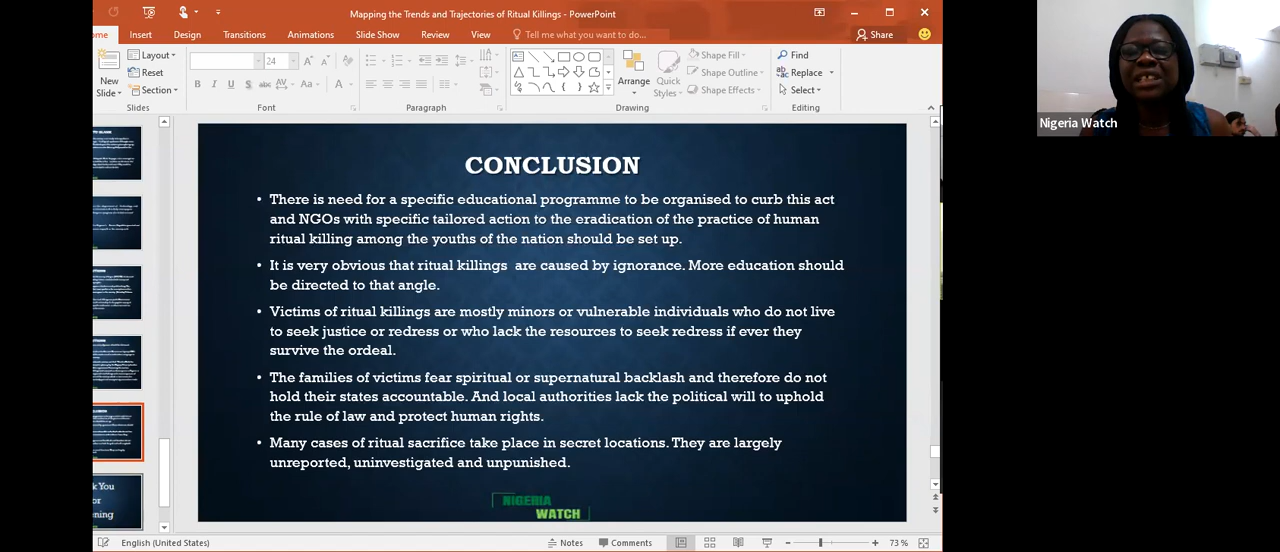 Mapping the Trends and Trajectories of Ritual Killings - PowerPoint
Insert Design Transitions Animations Slide Show Review View Tell me what you want to do... Share
New Slide
Layout
Reset
Section
24
Arrange
Quick Styles
Shape Fill
Shape Outline
Shape Effects
Find
Replace
Select
Slides Font Paragraph Drawing Editing
Nigeria Watch
CONCLUSION
• There is need for a specific educational programme to be organised to curb this act
and NGOs with specific tailored action to the eradication of the practice of human
ritual killing among the youths of the nation should be set up.
• It is very obvious that ritual killings are caused by ignorance. More education should
be directed to that angle.
• Victims of ritual killings are mostly minors or vulnerable individuals who do not live
to seek justice or redress or who lack the resources to seek redress if ever they
survive the ordeal.
• families of victims fear spiritual or supernatural backlash and therefore do not
hold their states accountable. And local authorities lack the political will to uphold
the rule of law and protect human rights.
• Many cases of ritual sacrifice take place in secret locations. They are largely
unreported, uninvestigated and unpunished.
NIGERIA
WATCH
English (United States) Notes Comments 73 %